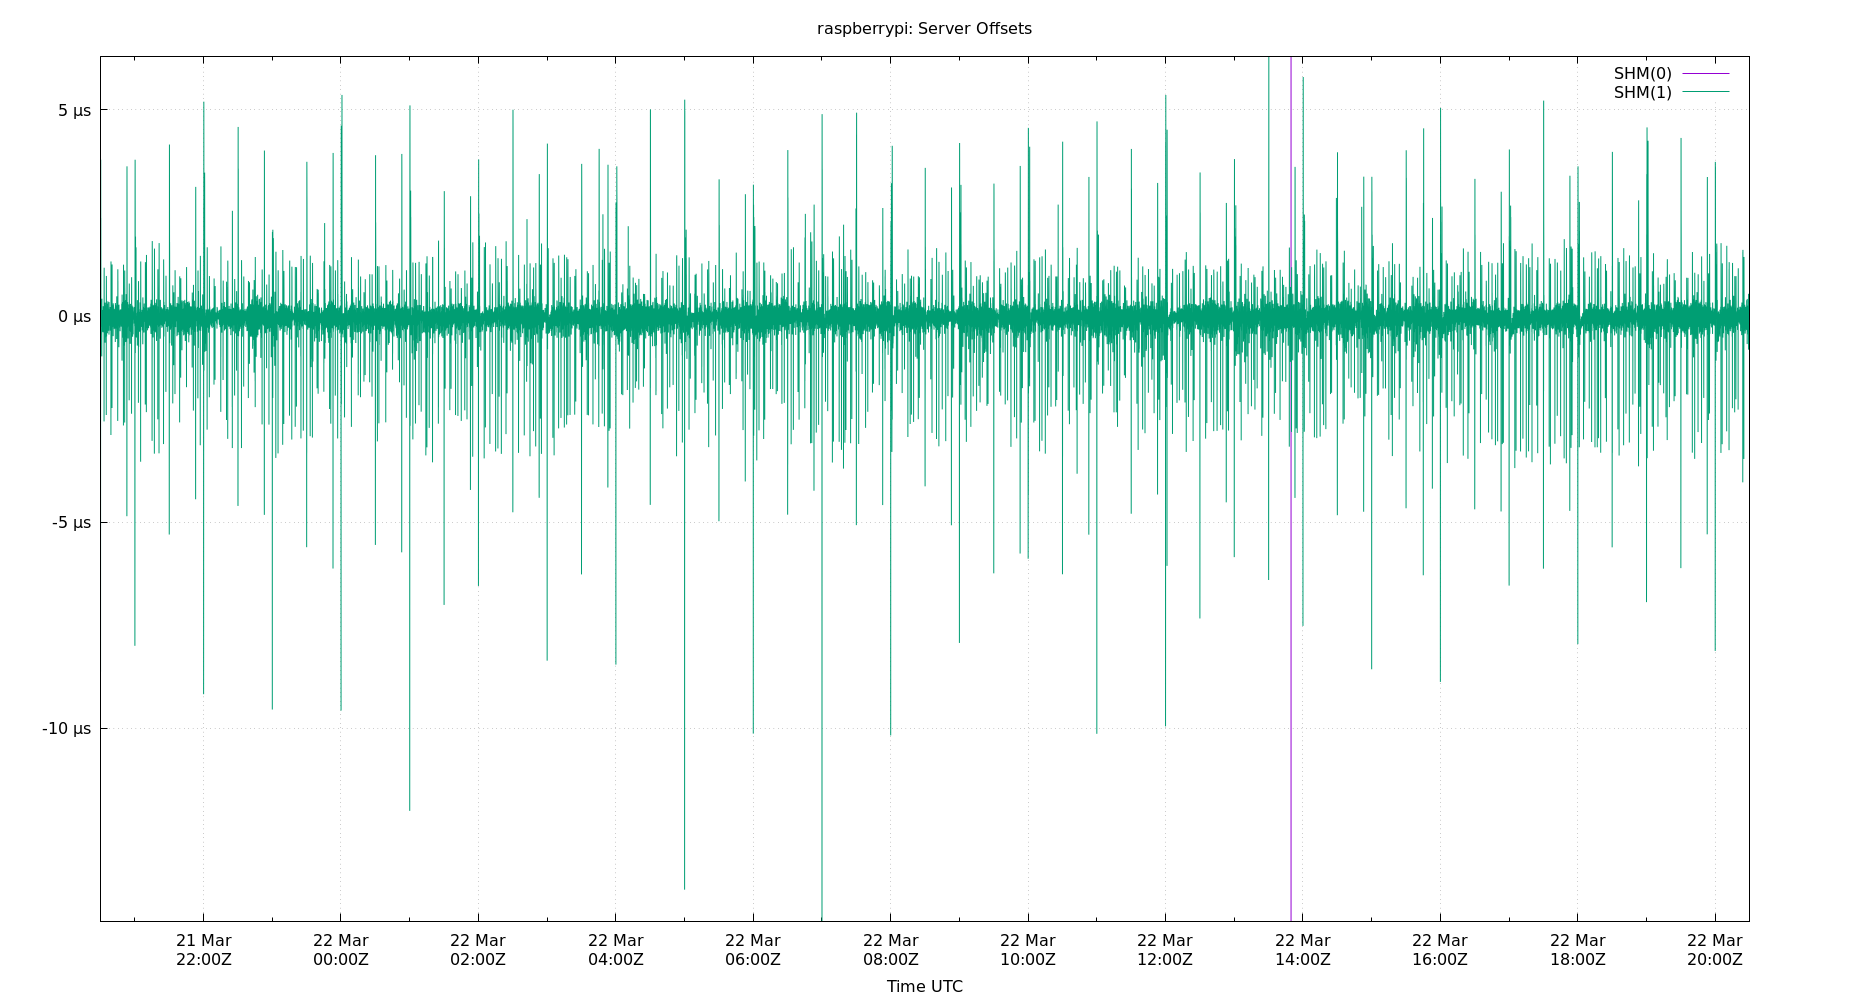 raspberrypi: Server Offsets
SHM(0)
SHM(1)
5 µs
0 µs
-5 µs
-10 µs
21 Mar 22 Mar 22 Mar 22 Mar 22 Mar 22 Mar 22 Mar 22 Mar 22 Mar 22 Mar 22 Mar 22 Mar
22:00Z 00:00Z 02:00Z 04:00Z 06:00Z 08:00Z 10:00Z 12:00Z 14:00Z 16:00Z 18:00Z 20:00Z
Time UTC